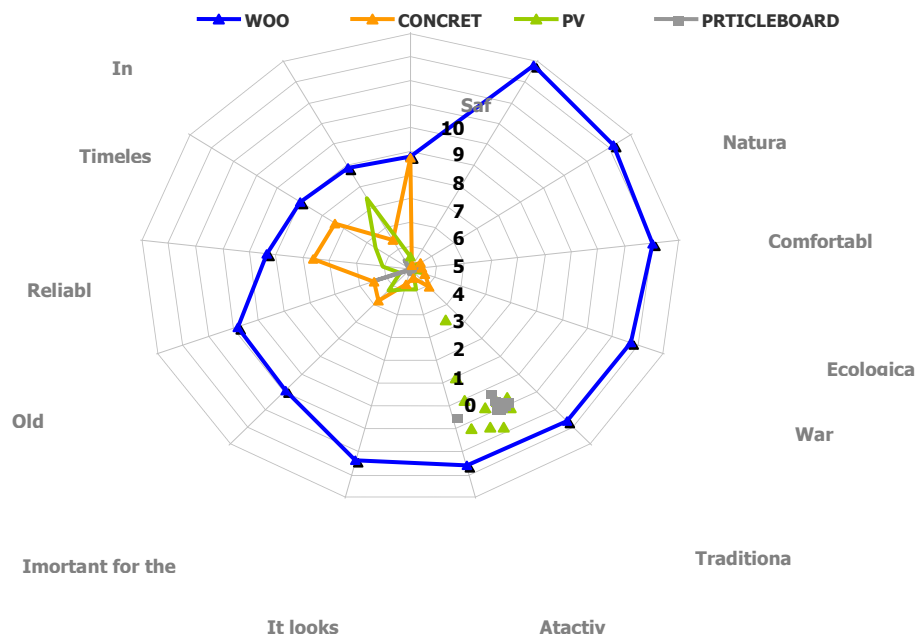 WOO CONCRET PV PRTICLEBOARD
In
Saf
10
9
8
7
6
5
4
3
2
1
0
Natura
Timeles
Comfortabl
Reliabl
Ecologica
Old
War
Traditiona
Imortant for the
It looks
Atactiv